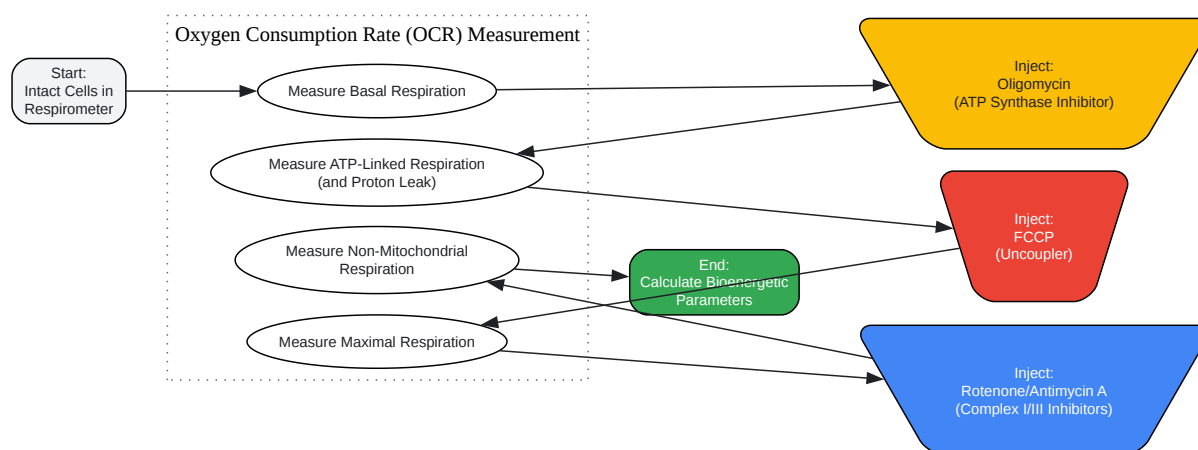 Oxygen Consumption Rate (OCR) Measurement
Start:
Intact Cells in
Respirometer
Measure Basal Respiration
Inject:
Oligomycin
(ATP Synthase Inhibitor)
Measure ATP-Linked Respiration
(and Proton Leak)
Inject:
FCCP
(Uncoupler)
Measure Non-Mitochondrial
Respiration
End:
Calculate Bioenergetic
Parameters
Measure Maximal Respiration
Inject:
Rotenone/Antimycin A
(Complex I/III Inhibitors)